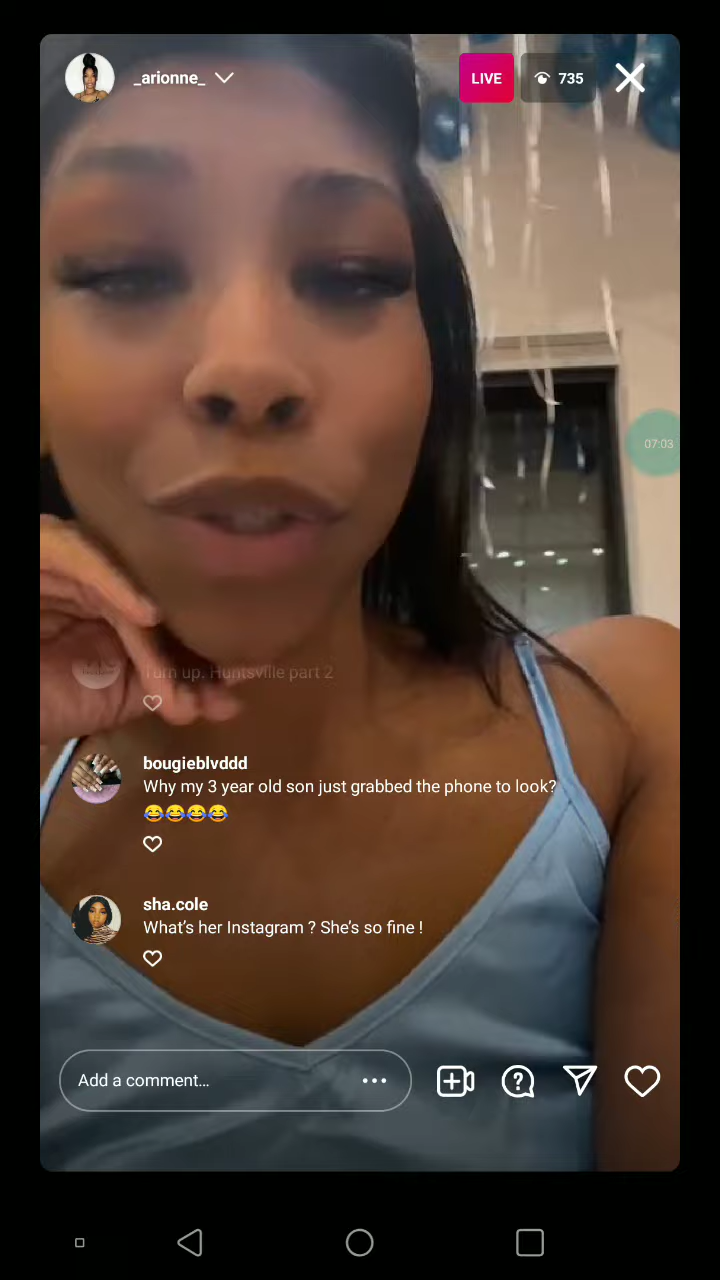 _arionne_
LIVE
735
07:03
Turn up. Huntsville part 2
bougieblvddd
Why my 3 year old son just grabbed the phone to look?
😂😂😂😂
sha.cole
What's her Instagram ? She's so fine !
Add a comment...